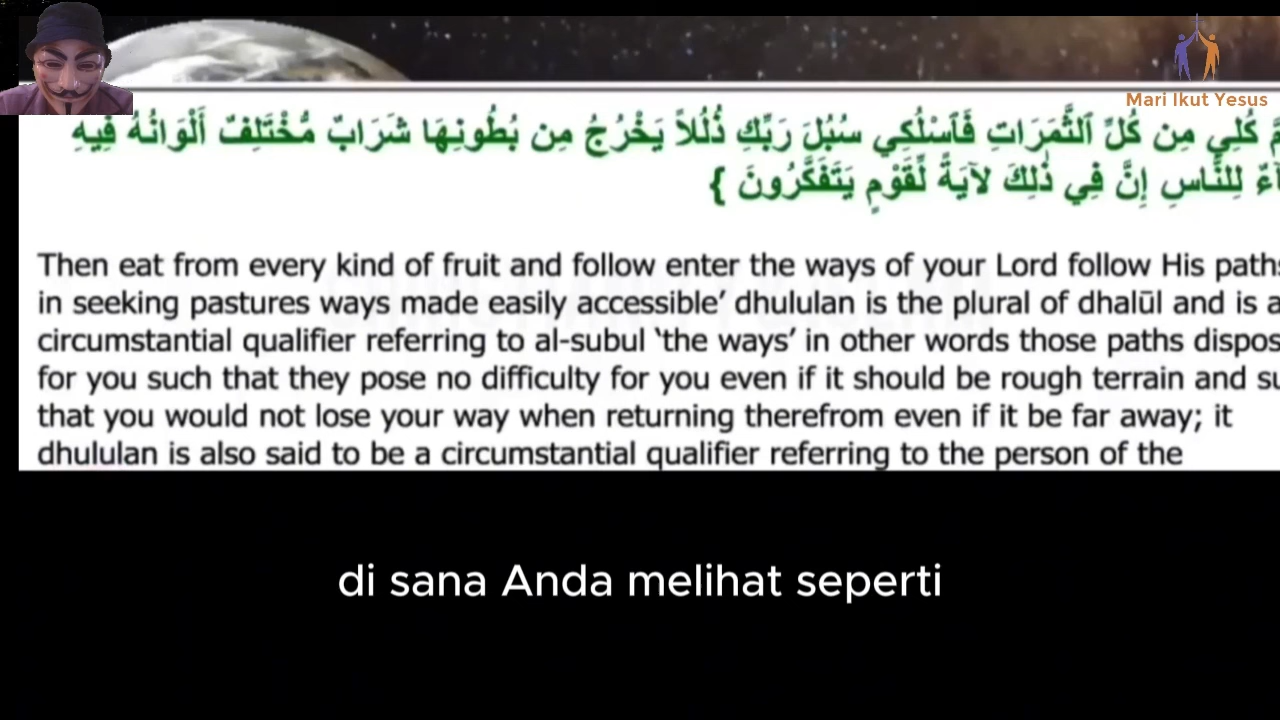 Mari Ikut Yesus
كُلِي مِن كُلِّ ٱلثَّمَرَاتِ فَٱسْلُكِي سُبُلَ رَبِّكِ ذُلُلاً يَخْرُجُ مِن بُطُونِهَا شَرَابٌ مُّخْتَلِفٌ أَلْوَانُهُ فِيهِ
لِلنَّاسِ إِنَّ فِي ذٰلِكَ لآيَةً لِّقَوْمٍ يَتَفَكَّرُونَ }
Then eat from every kind of fruit and follow enter the ways of your Lord follow His paths
in seeking pastures ways made easily accessible’ dhululan is the plural of dhalūl and is a
circumstantial qualifier referring to al-subul ‘the ways’ in other words those paths dispos
for you such that they pose no difficulty for you even if it should be rough terrain and su
that you would not lose your way when returning therefrom even if it be far away; it
dhululan is also said to be a circumstantial qualifier referring to the person of the
di sana Anda melihat seperti